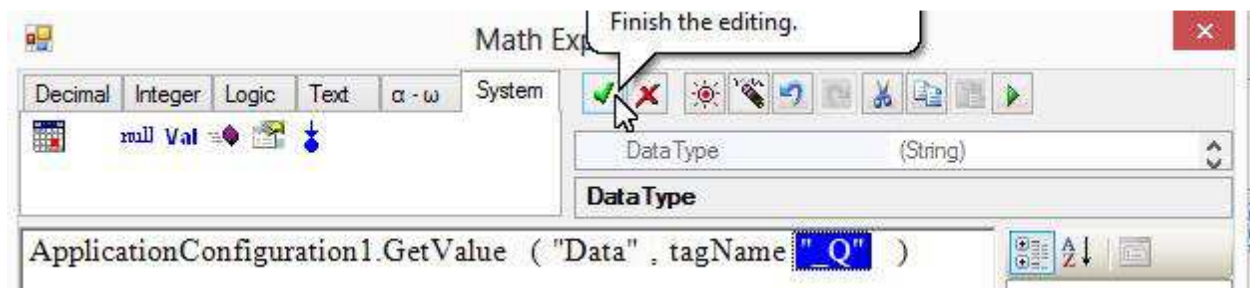 Finish the editing.
Math Exp
Decimal Integer Logic Text α - ω System
null Val
DataType (String)
DataType
ApplicationConfiguration1.GetValue ( "Data" , tagName "_Q" )